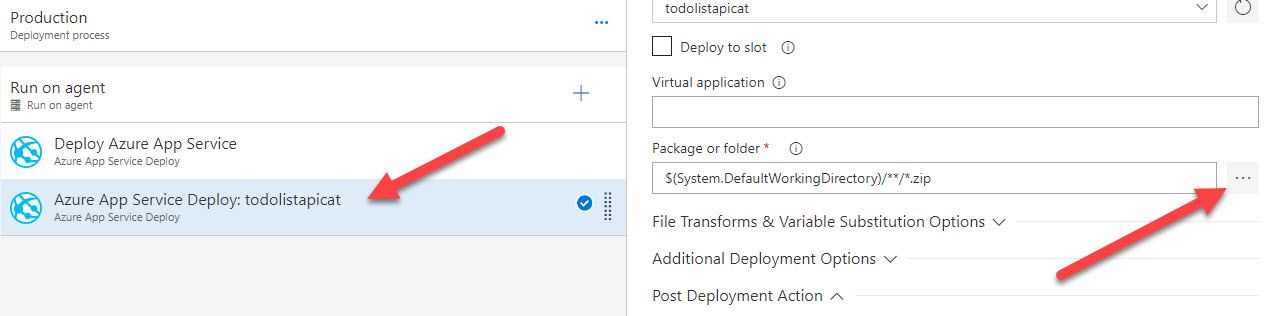 Production
Deployment process
...
Run on agent
Run on agent
Deploy Azure App Service
Azure App Service Deploy
Azure App Service Deploy: todolistapicat
Azure App Service Deploy
todolistapicat
Deploy to slot
Virtual application
Package or folder *
$(System.DefaultWorkingDirectory)/**/*.zip
...
File Transforms & Variable Substitution Options
Additional Deployment Options
Post Deployment Action